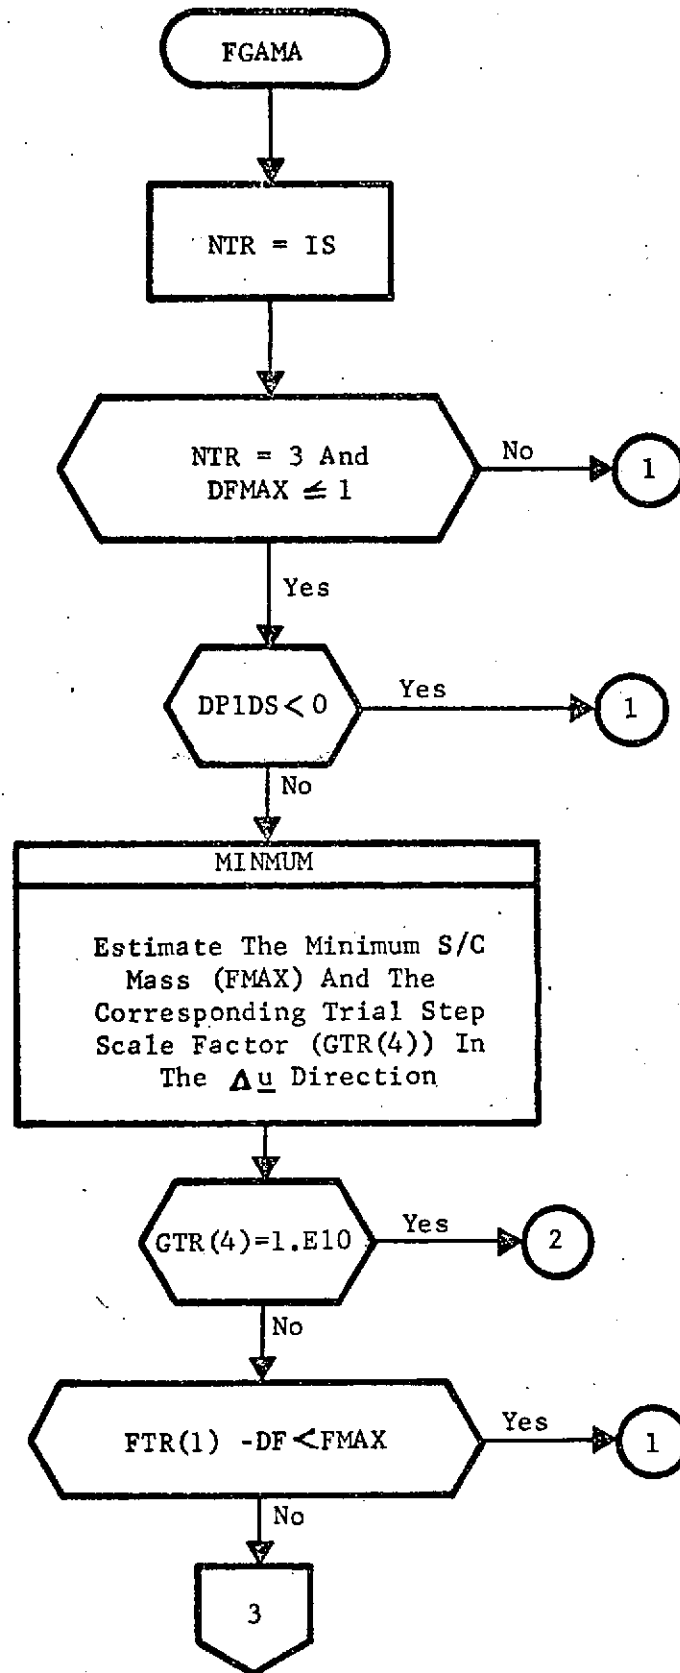 FGAMA
NTR = IS
NTR = 3 And
DFMAX ≤ 1
No
1
Yes
DPIDS < 0
Yes
1
No
MINMUM
Estimate The Minimum S/C
Mass (FMAX) And The
Corresponding Trial Step
Scale Factor (GTR(4)) In
The Δu Direction
GTR(4)=1.E10
Yes
2
No
FTR(1) -DF <FMAX
Yes
1
No
3